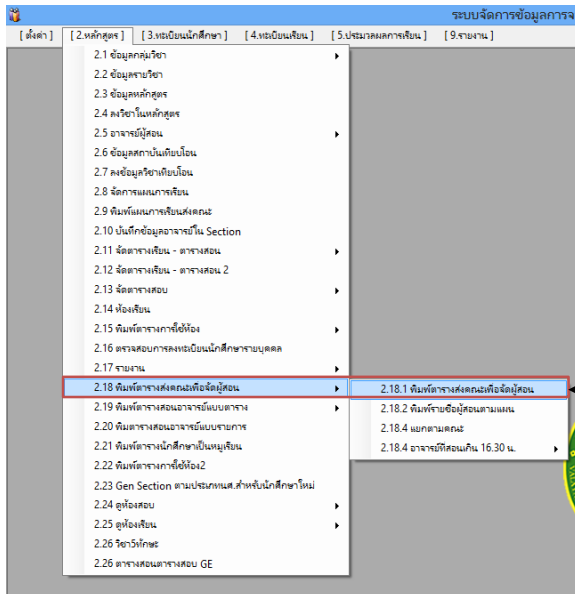 ระบบจัดการข้อมูลการจ
[ ตั้งค่า ] [ 2.หลักสูตร ] [ 3.ทะเบียนนักศึกษา ] [ 4.ทะเบียนเรียน ] [ 5.ประมวลผลการเรียน ] [ 9.รายงาน ]
2.1 ข้อมูลกลุ่มวิชา
2.2 ข้อมูลรายวิชา
2.3 ข้อมูลหลักสูตร
2.4 ลงวิชาในหลักสูตร
2.5 อาจารย์ผู้สอน
2.6 ข้อมูลสถาบันเทียบโอน
2.7 ลงข้อมูลวิชาเทียบโอน
2.8 จัดการแผนการเรียน
2.9 พิมพ์แผนการเรียนส่งคณะ
2.10 บันทึกข้อมูลอาจารย์ใน Section
2.11 จัดตารางเรียน - ตารางสอน
2.12 จัดตารางเรียน - ตารางสอน 2
2.13 จัดตารางสอบ
2.14 ห้องเรียน
2.15 พิมพ์ตารางการใช้ห้อง
2.16 ตรวจสอบการลงทะเบียนนักศึกษารายบุคคล
2.17 รายงาน
2.18 พิมพ์ตารางส่งคณะเพื่อจัดผู้สอน
2.18.1 พิมพ์ตารางส่งคณะเพื่อจัดผู้สอน
2.19 พิมพ์ตารางสอนอาจารย์แบบตาราง
2.18.2 พิมพ์รายชื่อผู้สอนตามแผน
2.20 พิมตารางสอนอาจารย์แบบรายการ
2.18.4 แยกตามคณะ
2.21 พิมพ์ตารางนักศึกษาเป็นหมู่เรียน
2.18.4 อาจารย์ที่สอนเกิน 16.30 น.
2.22 พิมพ์ตารางการใช้ห้อง2
2.23 Gen Section ตามประเภทนศ.สำหรับนักศึกษาใหม่
2.24 ดูห้องสอบ
2.25 ดูห้องเรียน
2.26 วิชาวิทักษะ
2.26 ตารางสอนตารางสอบ GE